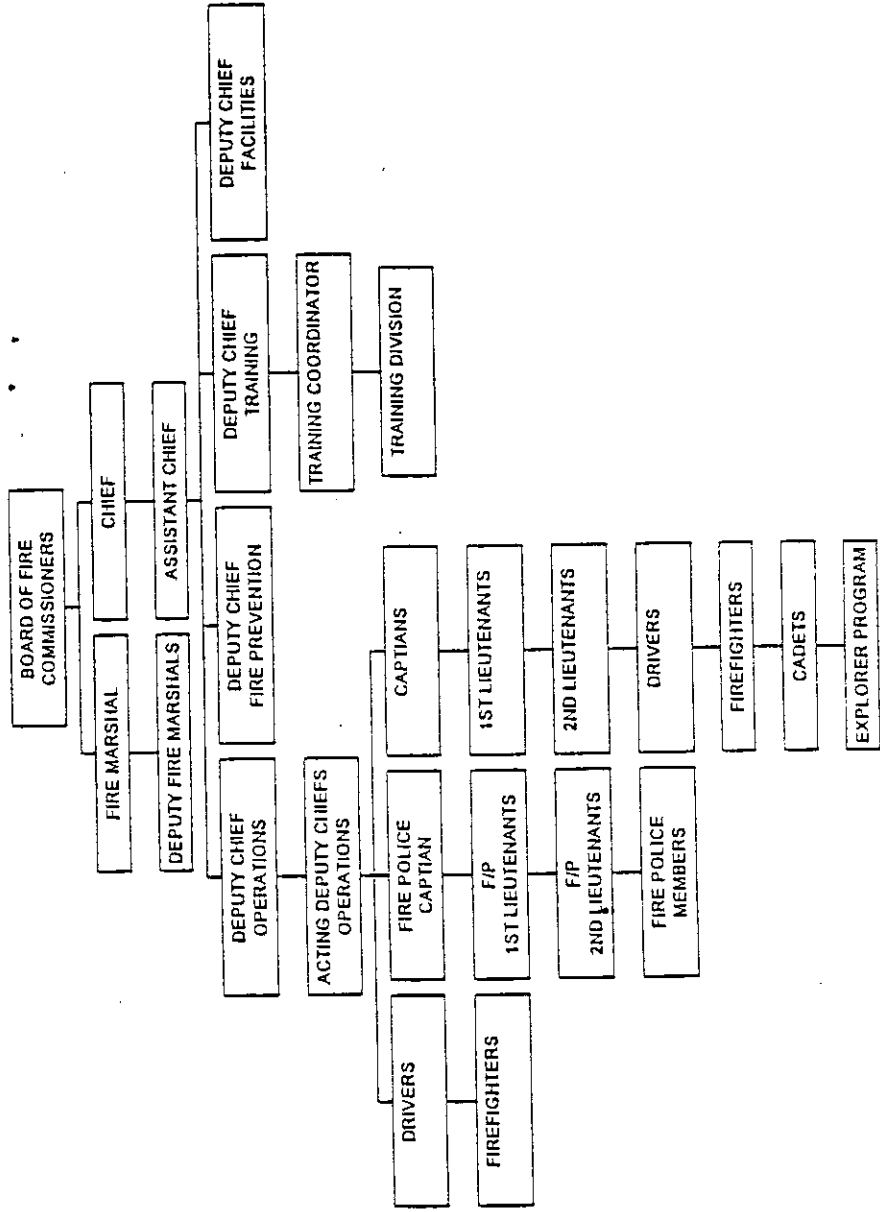 BOARD OF FIRE
COMMISSIONERS
FIRE MARSHAL
CHIEF
DEPUTY FIRE MARSHALS
ASSISTANT CHIEF
DEPUTY CHIEF
OPERATIONS
DEPUTY CHIEF
FIRE PREVENTION
DEPUTY CHIEF
TRAINING
DEPUTY CHIEF
FACILITIES
ACTING DEPUTY CHIEFS
OPERATIONS
TRAINING COORDINATOR
TRAINING DIVISION
DRIVERS
FIRE POLICE
CAPTIAN
CAPTIANS
FIREFIGHTERS
F/P
1ST LIEUTENANTS
1ST LIEUTENANTS
F/P
2ND LIEUTENANTS
2ND LIEUTENANTS
FIRE POLICE
MEMBERS
DRIVERS
FIREFIGHTERS
CADETS
EXPLORER PROGRAM